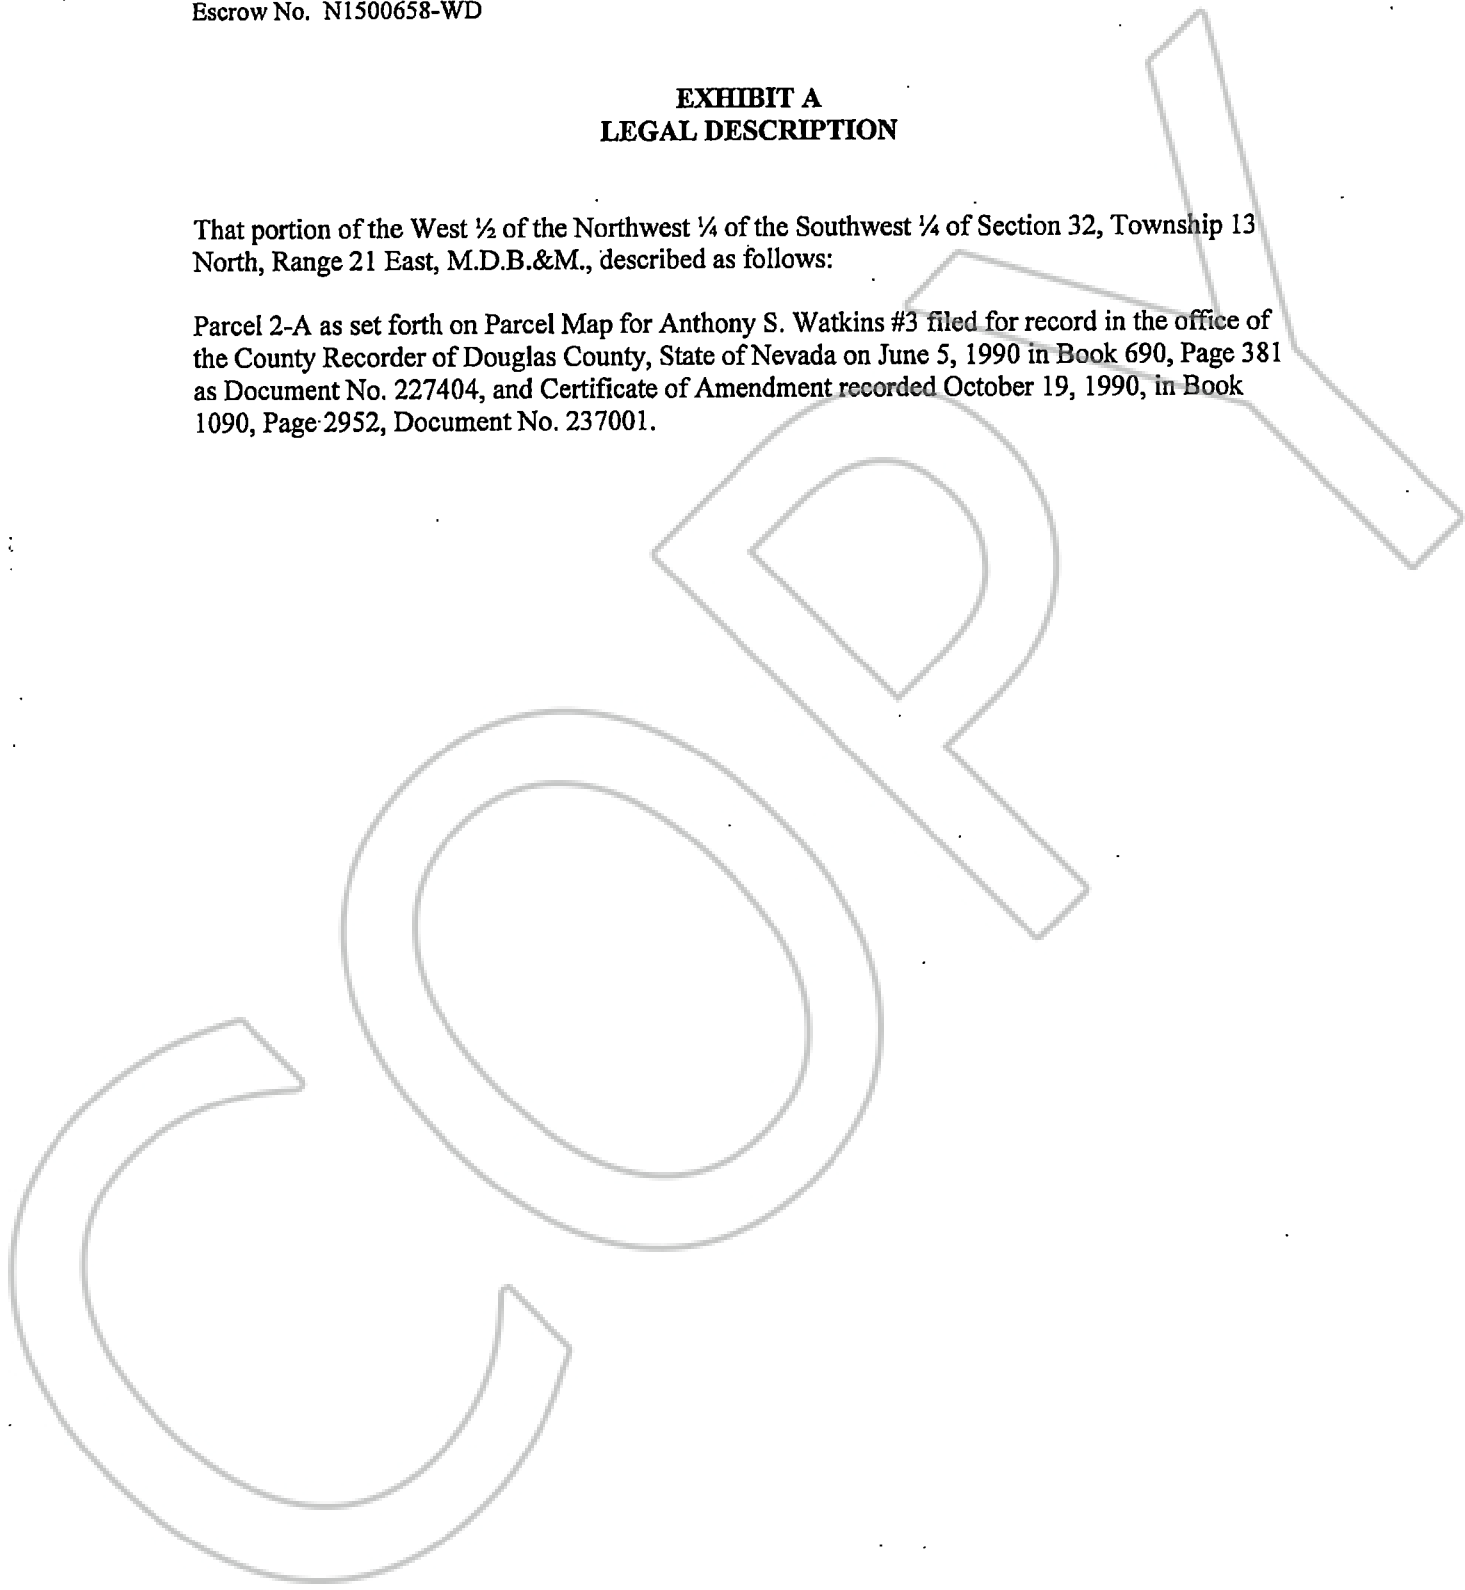 Escrow No. N1500658-WD
EXHIBIT A
LEGAL DESCRIPTION
That portion of the West ½ of the Northwest ¼ of the Southwest ¼ of Section 32, Township 13
North, Range 21 East, M.D.B.&M., described as follows:
Parcel 2-A as set forth on Parcel Map for Anthony S. Watkins #3 filed for record in the office of
the County Recorder of Douglas County, State of Nevada on June 5, 1990 in Book 690, Page 381
as Document No. 227404, and Certificate of Amendment recorded October 19, 1990, in Book
1090, Page 2952, Document No. 237001.
COPY